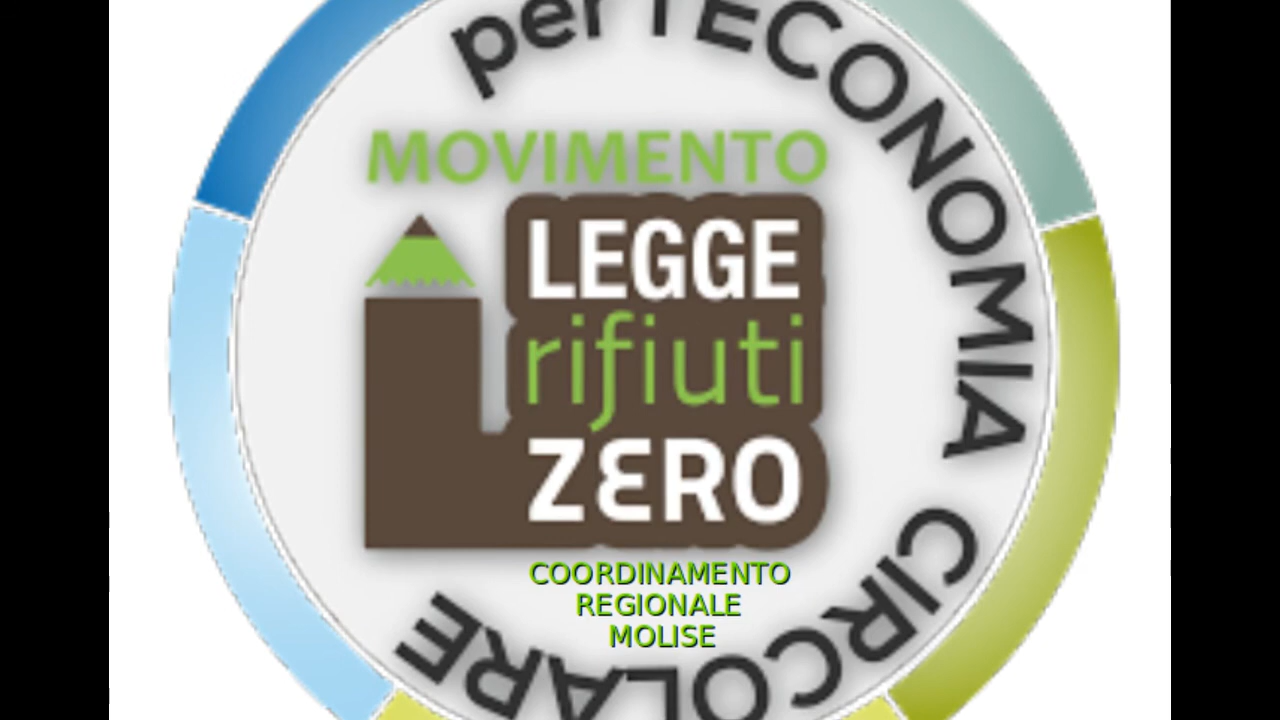 per l'ECONOMIA CIRCOLARE
MOVIMENTO
LEGGE
rifiuti
ZERO
COORDINAMENTO
REGIONALE
MOLISE